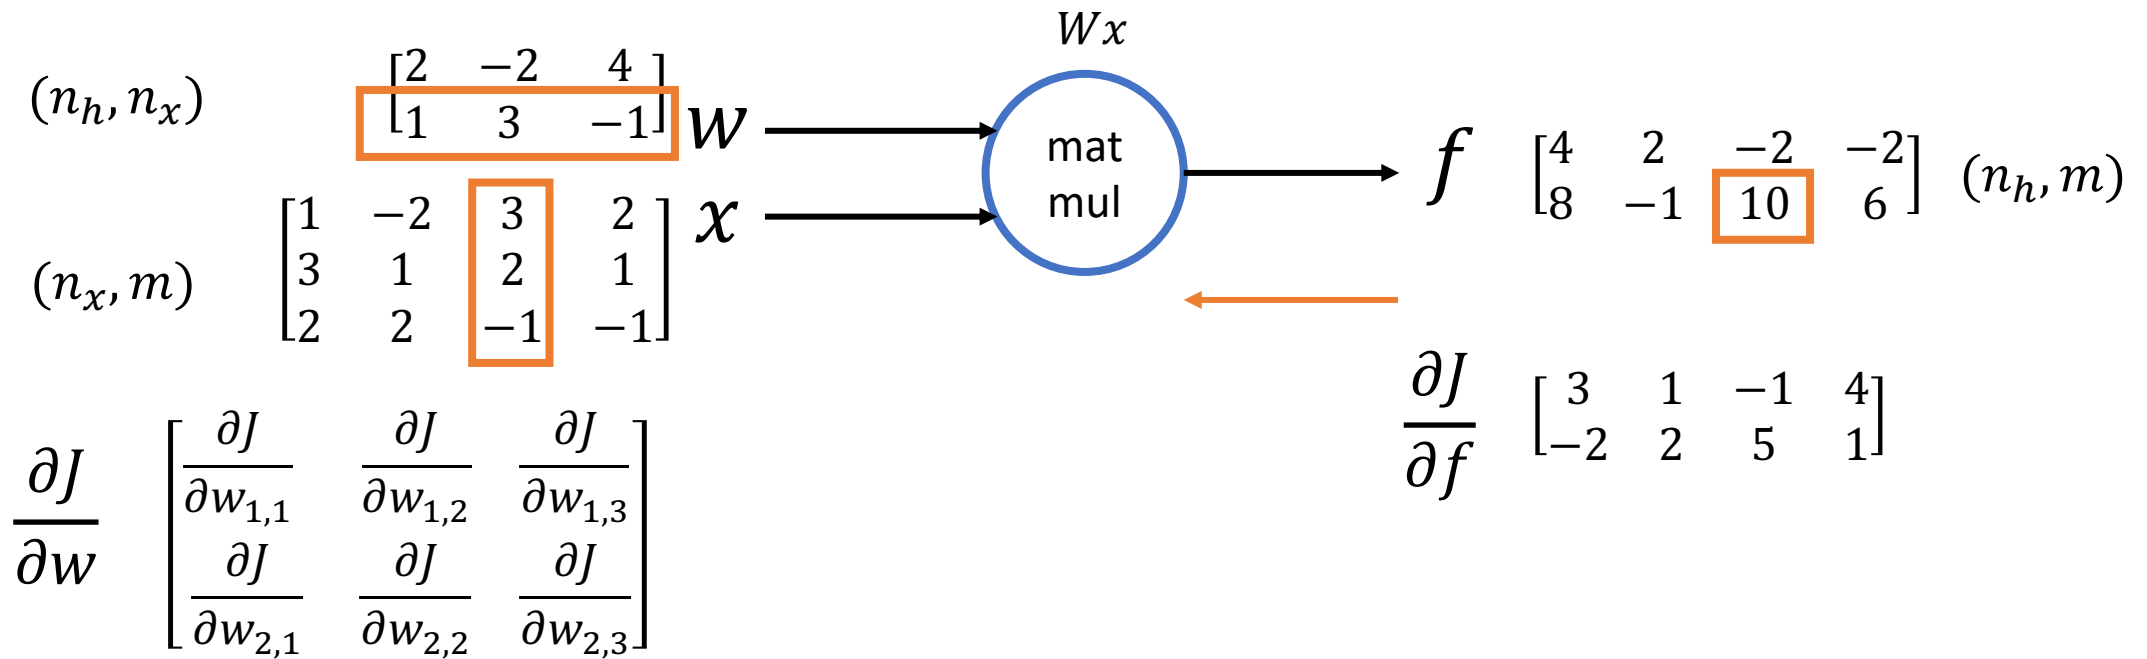 Wx
(n_h, n_x) [2 −2 4
1 3 −1] w
mat
mul
f [4 2 −2 −2
8 −1 10 6] (n_h, m)
(n_x, m) [1 −2 3 2
3 1 2 1
2 2 −1 −1] x
∂J/∂f [3 1 −1 4
−2 2 5 1]
∂J/∂w [∂J/∂w_{1,1} ∂J/∂w_{1,2} ∂J/∂w_{1,3}
∂J/∂w_{2,1} ∂J/∂w_{2,2} ∂J/∂w_{2,3}]